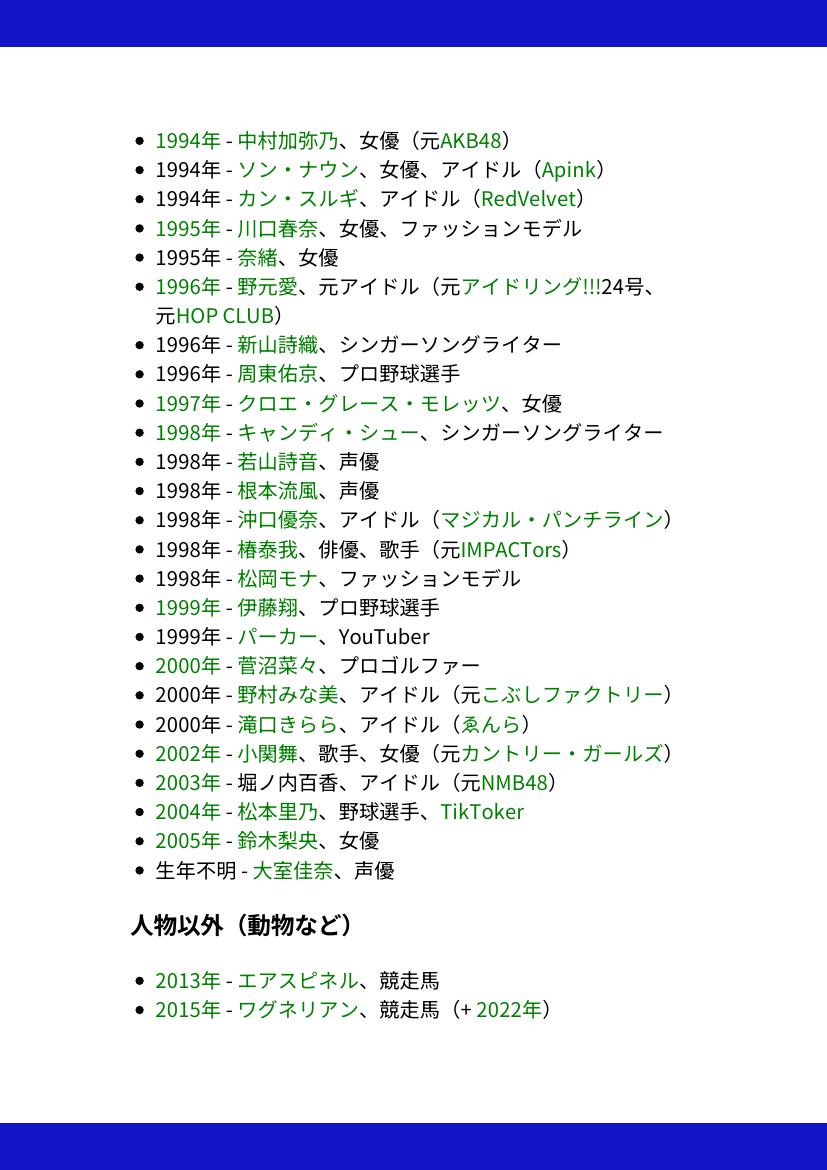 1994年 - 中村加弥乃、女優（元AKB48）
1994年 - ソン・ナウン、女優、アイドル（Apink）
1994年 - カン・スルギ、アイドル（RedVelvet）
1995年 - 川口春奈、女優、ファッションモデル
1995年 - 奈緒、女優
1996年 - 野元愛、元アイドル（元アイドリング!!!24号、
元HOP CLUB）
1996年 - 新山詩織、シンガーソングライター
1996年 - 周東佑京、プロ野球選手
1997年 - クロエ・グレース・モレッツ、女優
1998年 - キャンディ・シュー、シンガーソングライター
1998年 - 若山詩音、声優
1998年 - 根本流風、声優
1998年 - 沖口優奈、アイドル（マジカル・パンチライン）
1998年 - 椿泰我、俳優、歌手（元IMPACTors）
1998年 - 松岡モナ、ファッションモデル
1999年 - 伊藤翔、プロ野球選手
1999年 - パーカー、YouTuber
2000年 - 菅沼菜々、プロゴルファー
2000年 - 野村みな美、アイドル（元こぶしファクトリー）
2000年 - 滝口きらら、アイドル（ゑんら）
2002年 - 小関舞、歌手、女優（元カントリー・ガールズ）
2003年 - 堀ノ内百香、アイドル（元NMB48）
2004年 - 松本里乃、野球選手、TikToker
2005年 - 鈴木梨央、女優
生年不明 - 大室佳奈、声優
人物以外（動物など）
2013年 - エアスピネル、競走馬
2015年 - ワグネリアン、競走馬（+ 2022年）